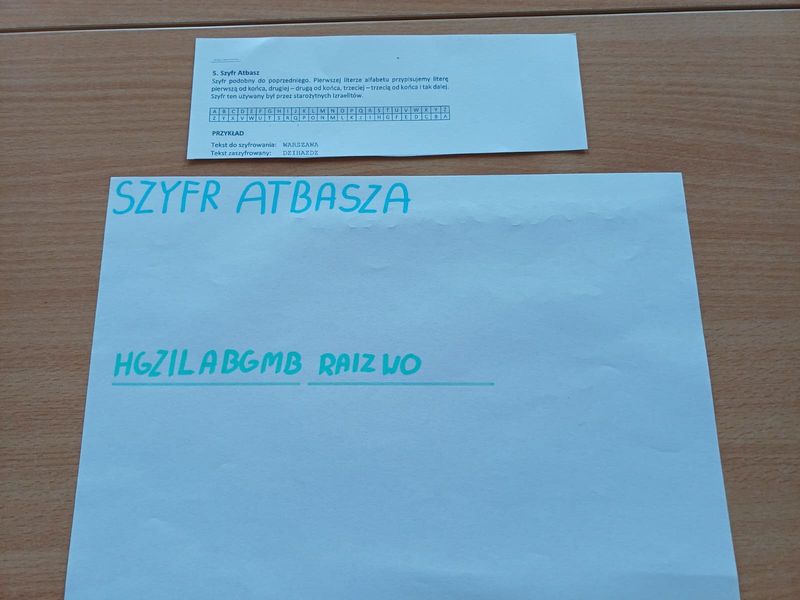 5. Szyfr Atbasz
Szyfr podobny do poprzedniego. Pierwszej literze alfabetu przypisujemy literę
pierwszą od końca, drugiej – drugą od końca, trzeciej – trzecią od końca i tak dalej.
Szyfr ten używany był przez starożytnych Izraelitów.
A B C D E F G H I J K L M N O P Q R S T U V W X Y Z
Z Y X W V U T S R Q P O N M L K J I H G F E D C B A
PRZYKŁAD
Tekst do szyfrowania: WARSZAWA
Tekst zaszyfrowany: DZIHAZDZ
SZYFR ATBASZA
HGZILABGMB RAIZWO